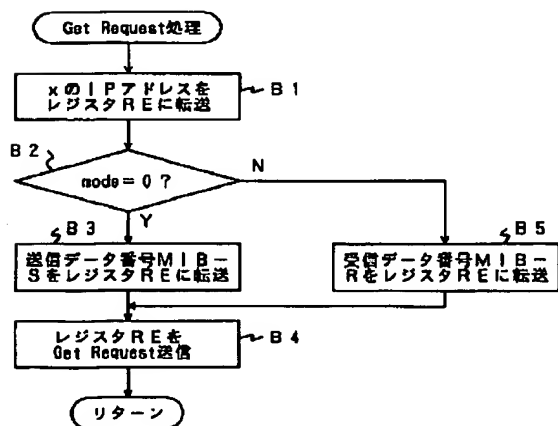 Get Request処理
xのIPアドレスを
レジスタREに転送
B1
B2
mode=0?
N
Y
B3
送信データ番号MIB-
SをレジスタREに転送
B5
受信データ番号MIB-
RをレジスタREに転送
レジスタREを
Get Request送信
B4
リターン